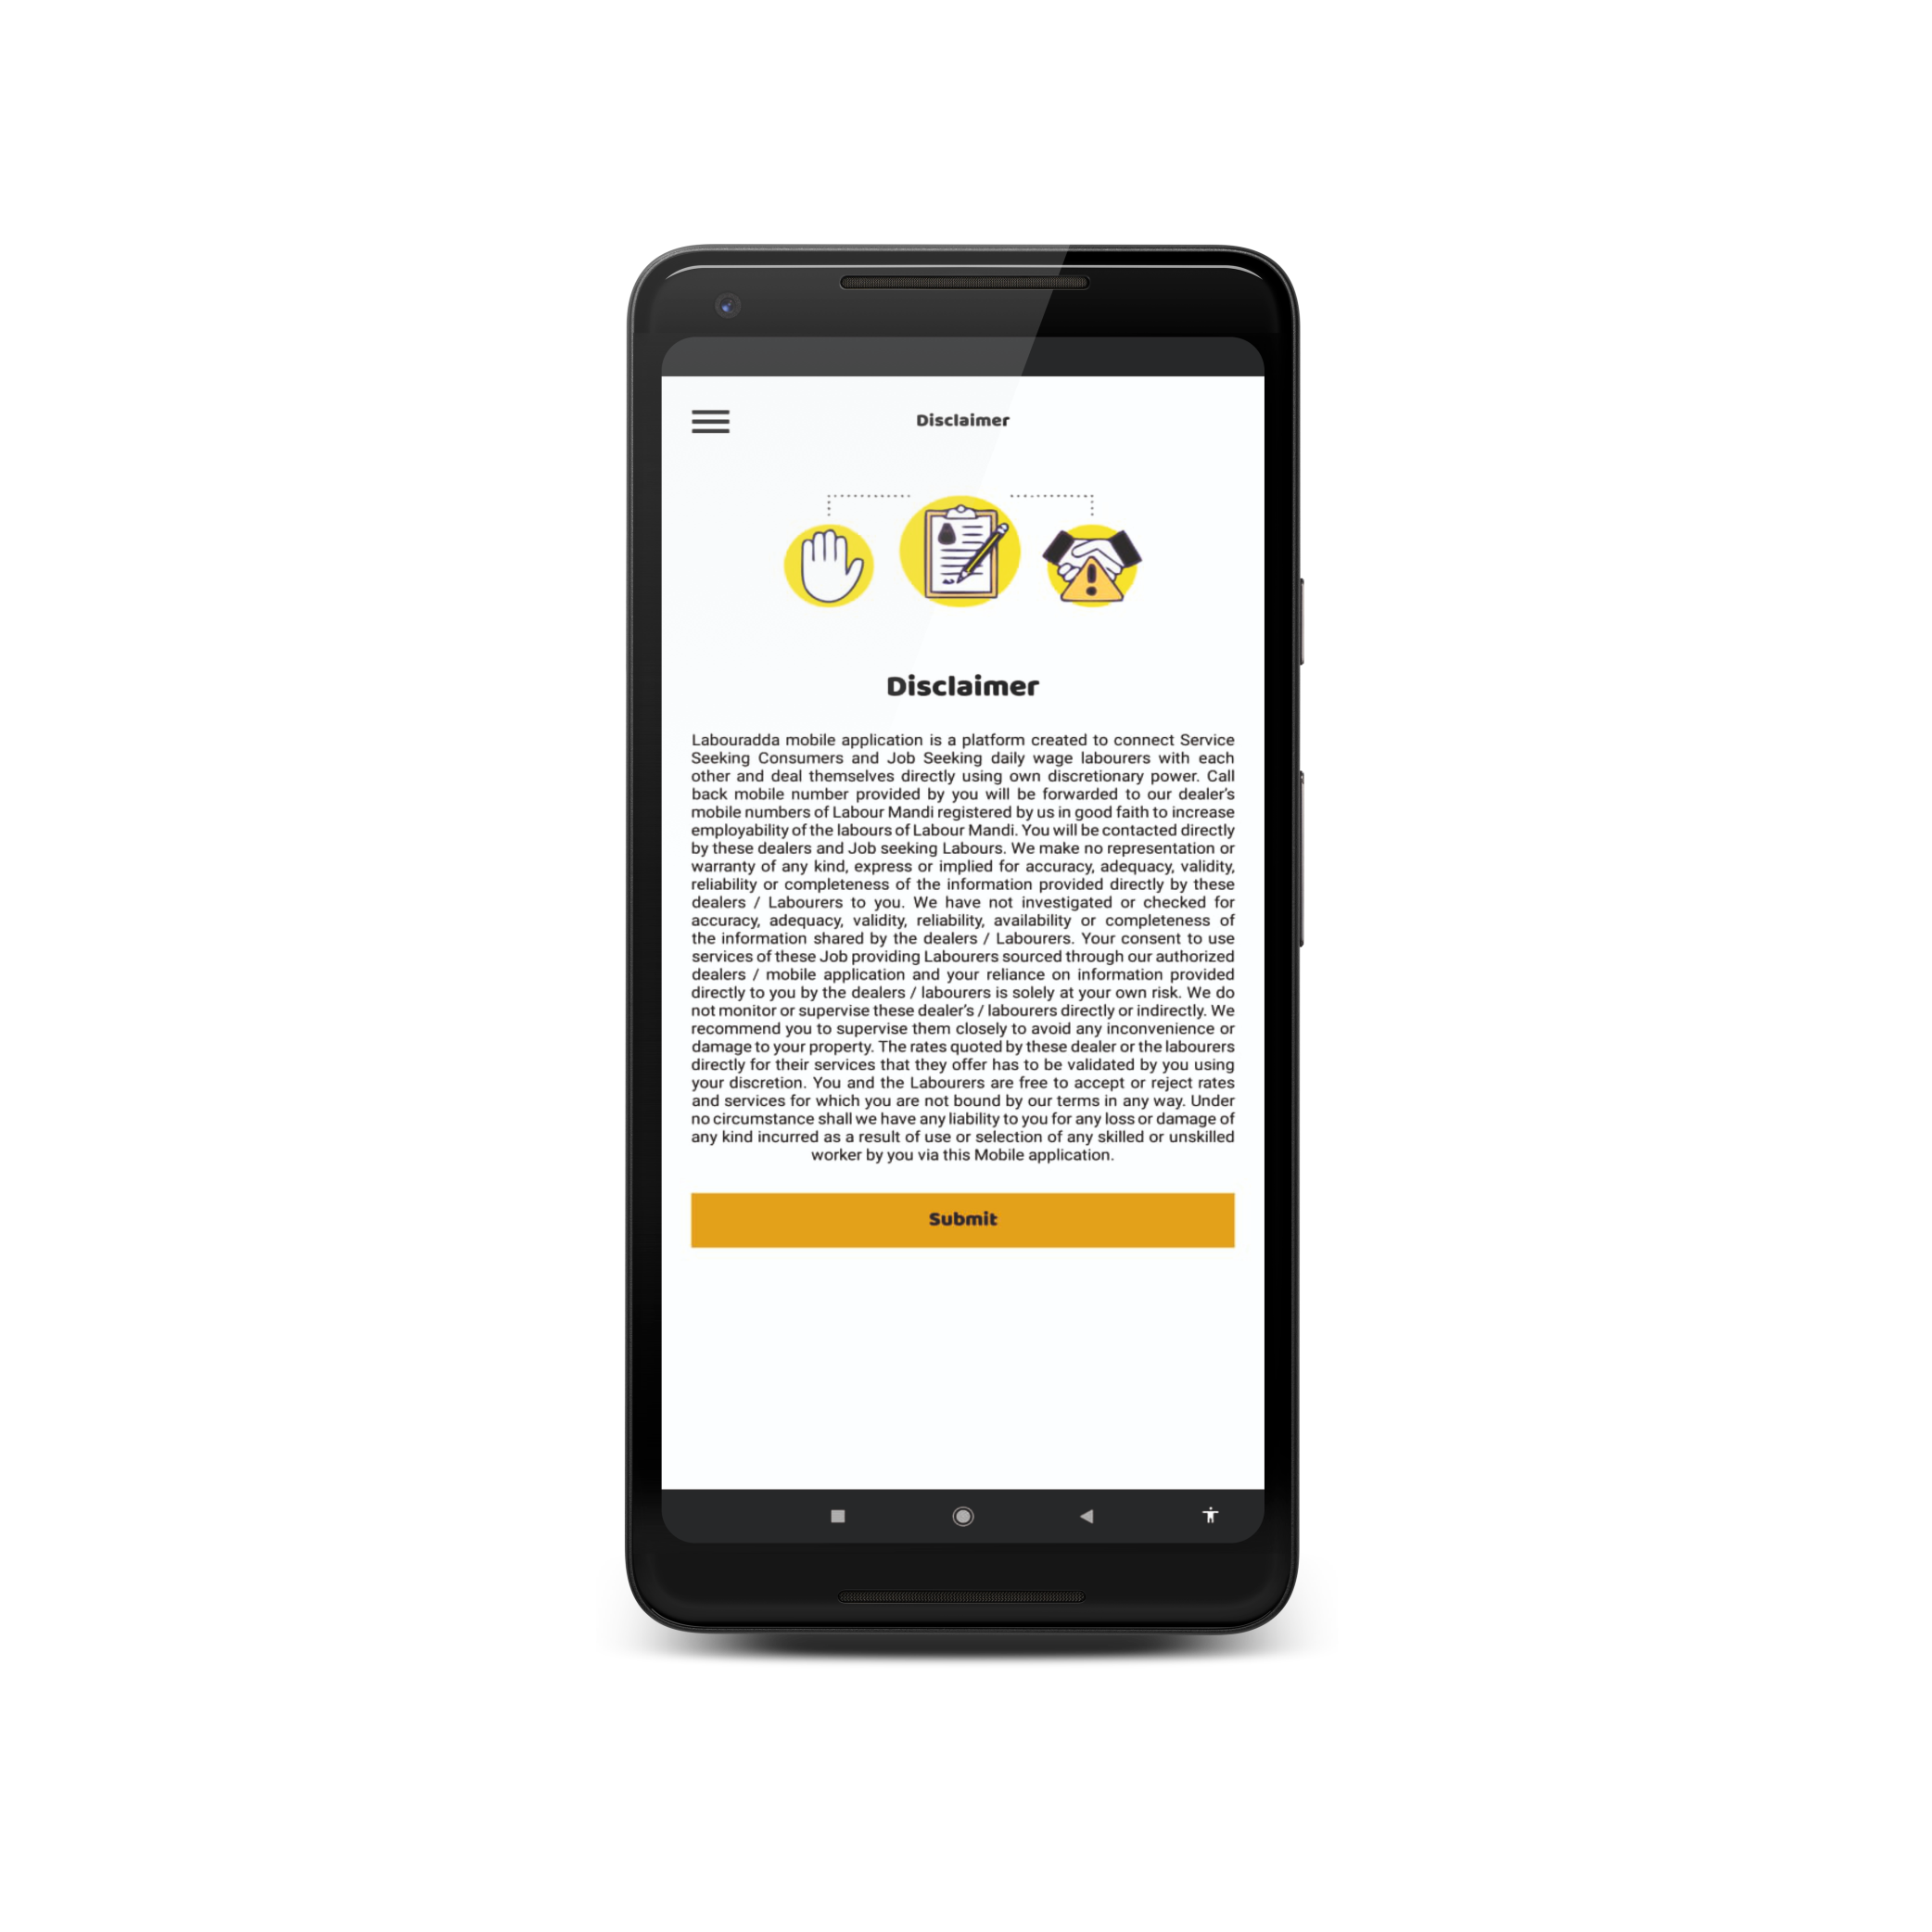 Disclaimer
Disclaimer
Labouradda mobile application is a platform created to connect Service
Seeking Consumers and Job Seeking daily wage labourers with each
other and deal themselves directly using own discretionary power. Call
back mobile number provided by you will be forwarded to our dealer's
mobile numbers of Labour Mandi registered by us in good faith to increase
employability of the labours of Labour Mandi. You will be contacted directly
by these dealers and Job seeking Labours. We make no representation or
warranty of any kind, express or implied for accuracy, adequacy, validity,
reliability or completeness of the information provided directly by these
dealers / Labourers to you. We have not investigated or checked for
accuracy, adequacy, validity, reliability, availability or completeness of
the information shared by the dealers / Labourers. Your consent to use
services of these Job providing Labourers sourced through our authorized
dealers / mobile application and your reliance on information provided
directly to you by the dealers / labourers is solely at your own risk. We do
not monitor or supervise these dealer's / labourers directly or indirectly. We
recommend you to supervise them closely to avoid any inconvenience or
damage to your property. The rates quoted by these dealer or the labourers
directly for their services that they offer has to be validated by you using
your discretion. You and the Labourers are free to accept or reject rates
and services for which you are not bound by our terms in any way. Under
no circumstance shall we have any liability to you for any loss or damage of
any kind incurred as a result of use or selection of any skilled or unskilled
worker by you via this Mobile application.
Submit